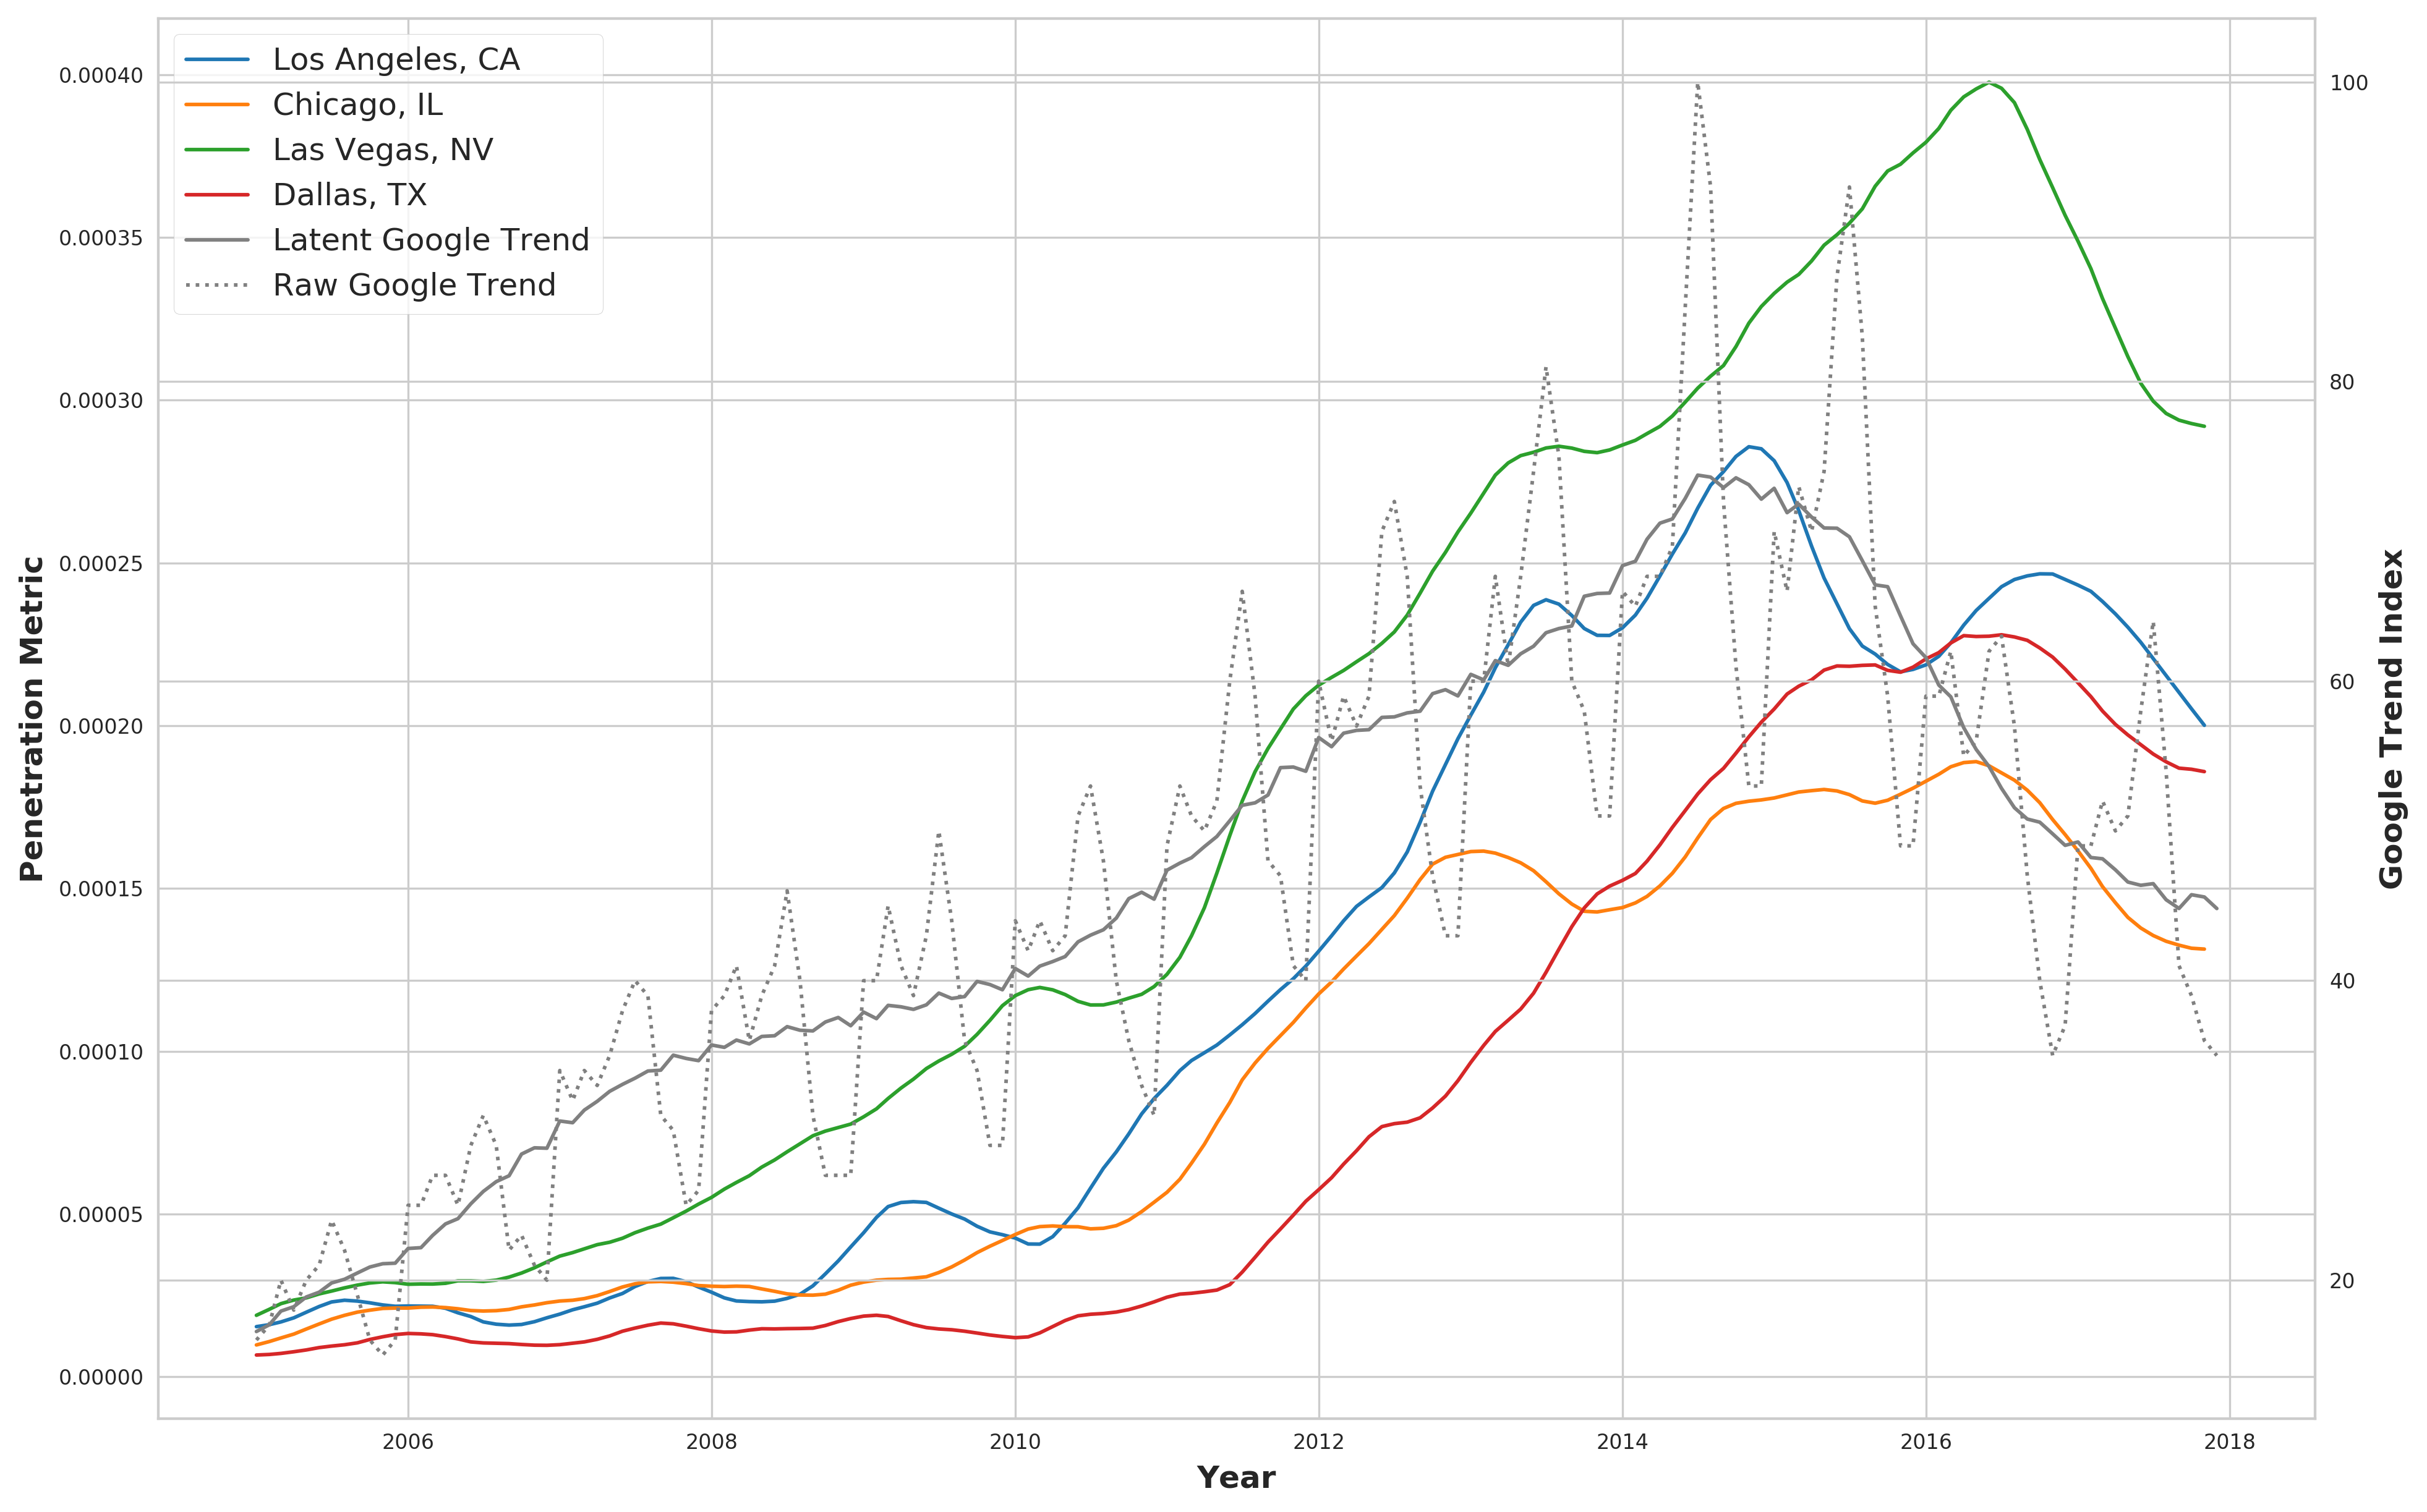 Los Angeles, CA
Chicago, IL
Las Vegas, NV
Dallas, TX
Latent Google Trend
Raw Google Trend
0.00040
0.00035
0.00030
0.00025
0.00020
0.00015
0.00010
0.00005
0.00000
Penetration Metric
100
80
60
40
20
Google Trend Index
2006 2008 2010 2012 2014 2016 2018
Year